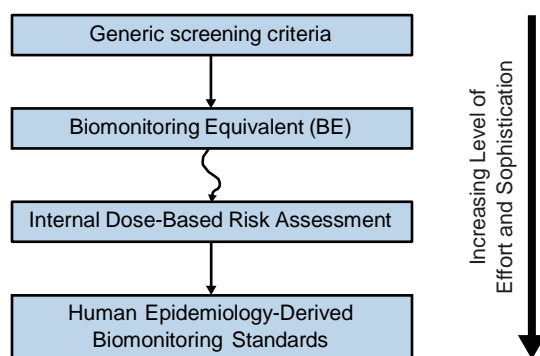 Generic screening criteria
Biomonitoring Equivalent (BE)
Internal Dose-Based Risk Assessment
Human Epidemiology-Derived
Biomonitoring Standards
Increasing Level of
Effort and Sophistication